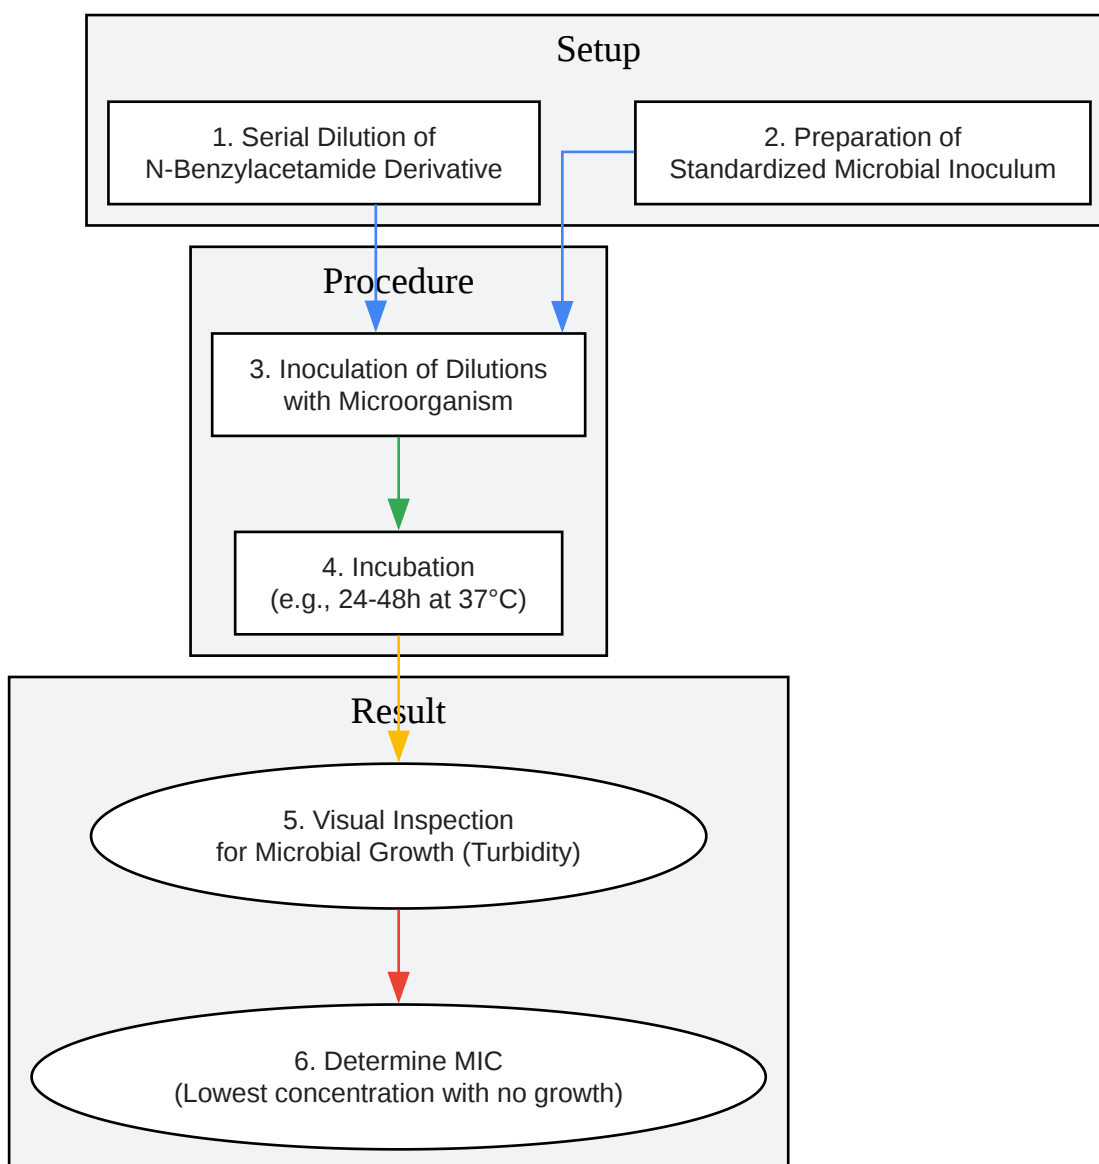 Setup
1. Serial Dilution of
N-Benzylacetamide Derivative
2. Preparation of
Standardized Microbial Inoculum
Procedure
3. Inoculation of Dilutions
with Microorganism
4. Incubation
(e.g., 24-48h at 37°C)
Result
5. Visual Inspection
for Microbial Growth (Turbidity)
6. Determine MIC
(Lowest concentration with no growth)